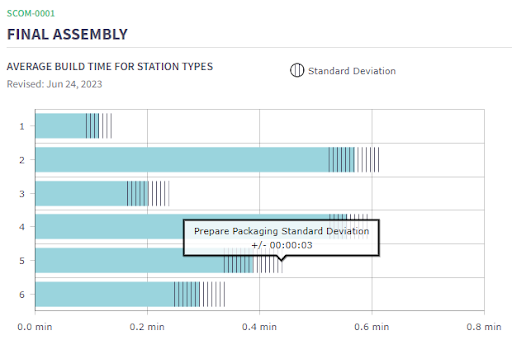 SCOM-0001
FINAL ASSEMBLY
AVERAGE BUILD TIME FOR STATION TYPES
Standard Deviation
Revised: Jun 24, 2023
1
2
3
4
Prepare Packaging Standard Deviation
+/- 00:00:03
5
6
0.0 min 0.2 min 0.4 min 0.6 min 0.8 min